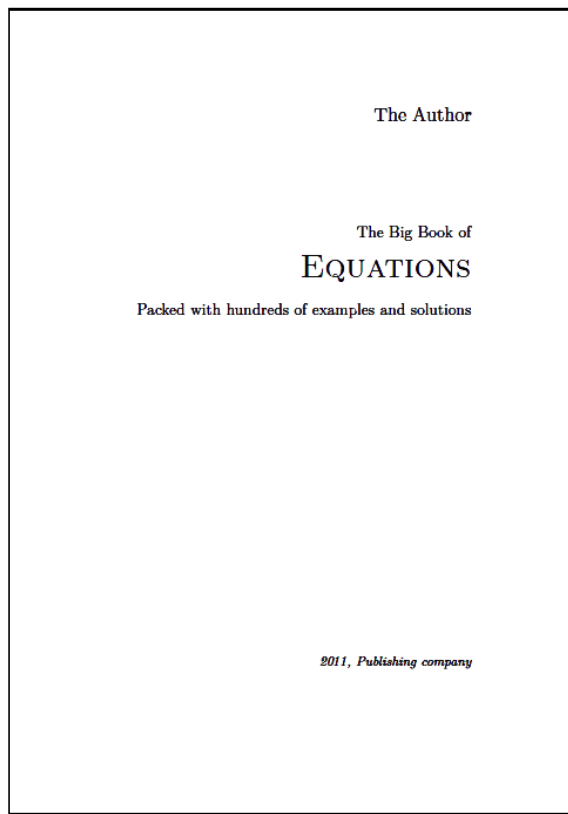 The Author
The Big Book of
EQUATIONS
Packed with hundreds of examples and solutions
2011, Publishing company